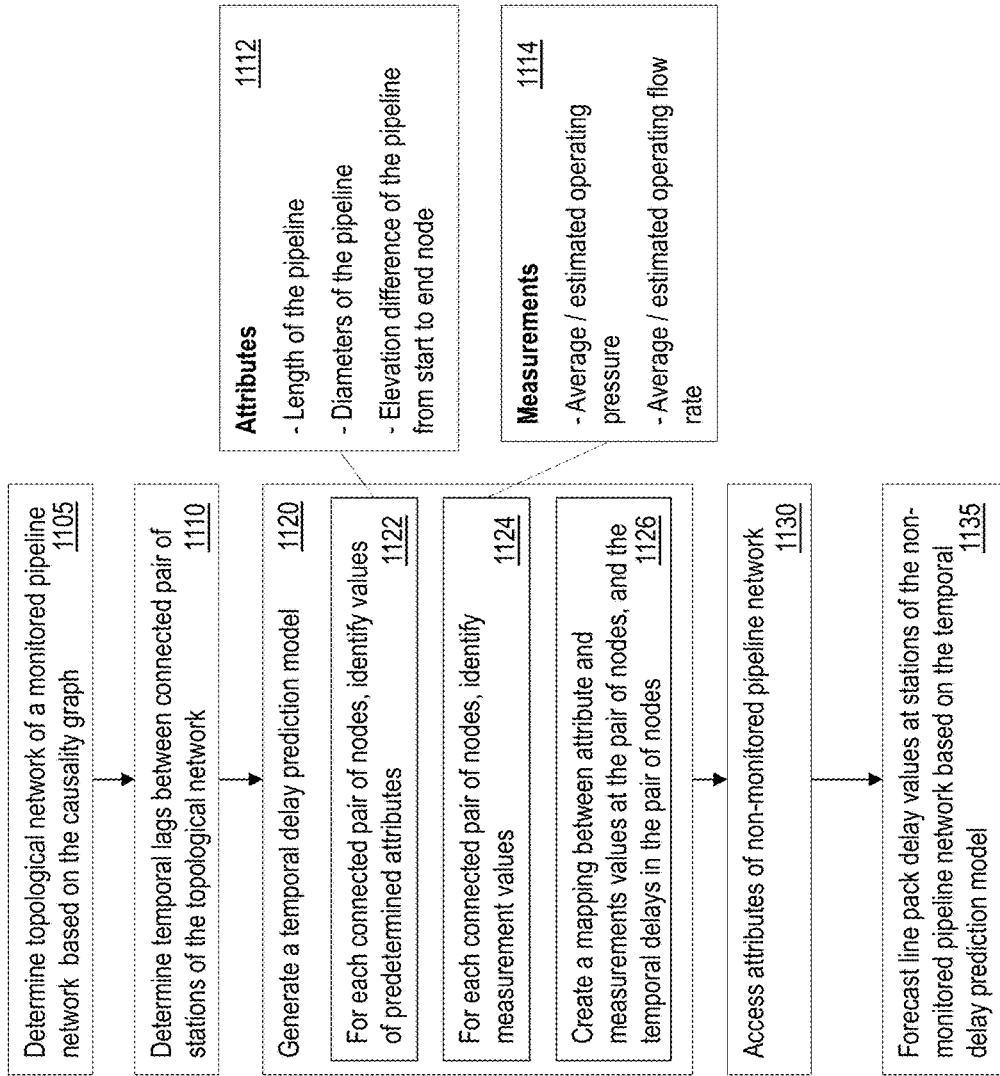 Determine topological network of a monitored pipeline
network based on the causality graph
1105
Determine temporal lags between connected pair of
stations of the topological network
1110
Generate a temporal delay prediction model
1120
For each connected pair of nodes, identify values
of predetermined attributes
1122
For each connected pair of nodes, identify
measurement values
1124
Create a mapping between attribute and
measurements values at the pair of nodes, and the
temporal delays in the pair of nodes
1126
Access attributes of non-monitored pipeline network
1130
Forecast line pack delay values at stations of the non-
monitored pipeline network based on the temporal
delay prediction model
1135
Attributes
1112
- Length of the pipeline
- Diameters of the pipeline
- Elevation difference of the pipeline
from start to end node
Measurements
1114
- Average / estimated operating
pressure
- Average / estimated operating flow
rate